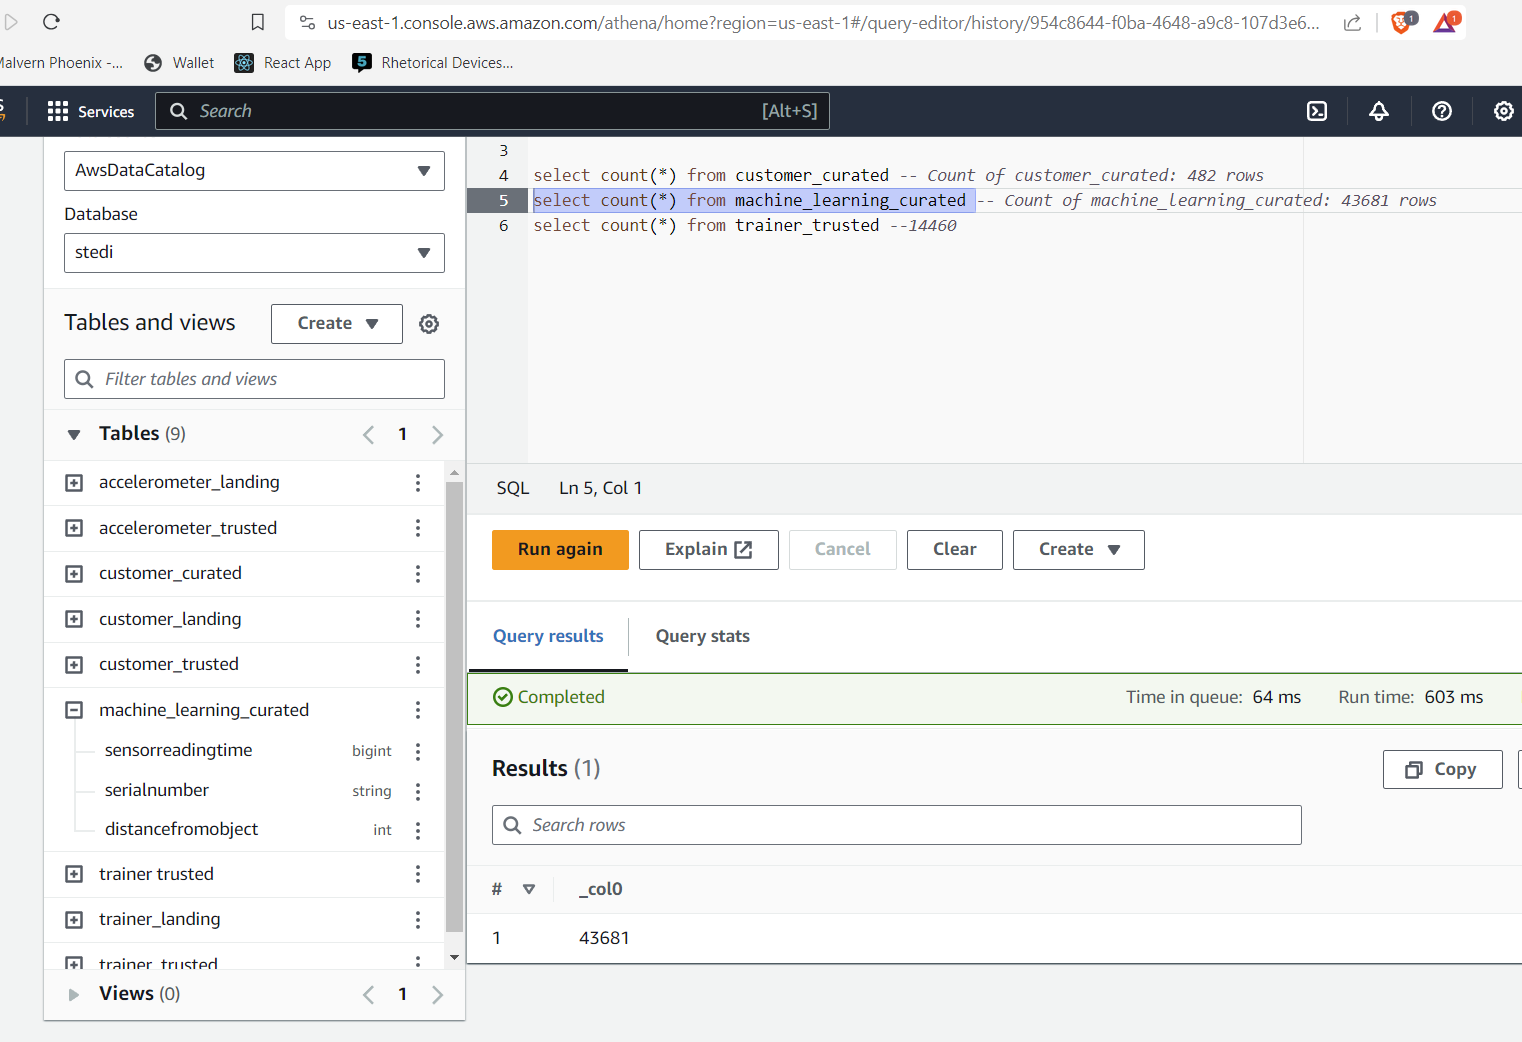 us-east-1.console.aws.amazon.com/athena/home?region=us-east-1#/query-editor/history/954c8644-f0ba-4648-a9c8-107d3e6...
1
1
Malvern Phoenix -...
Wallet
React App
5
Rhetorical Devices...
Services
Search
[Alt+S]
AwsDataCatalog
Database
stedi
Tables and views
Create
Filter tables and views
Tables (9)
1
accelerometer_landing
accelerometer_trusted
customer_curated
customer_landing
customer_trusted
machine_learning_curated
sensorreadingtime bigint
serialnumber string
distancefromobject int
trainer trusted
trainer_landing
trainer_trusted
Views (0)
1
3
4 select count(*) from customer_curated -- Count of customer_curated: 482 rows
5 select count(*) from machine_learning_curated -- Count of machine_learning_curated: 43681 rows
6 select count(*) from trainer_trusted --14460
SQL Ln 5, Col 1
Run again
Explain
Cancel
Clear
Create
Query results
Query stats
Completed
Time in queue: 64 ms
Run time: 603 ms
Results (1)
Copy
Search rows
# _col0
1 43681